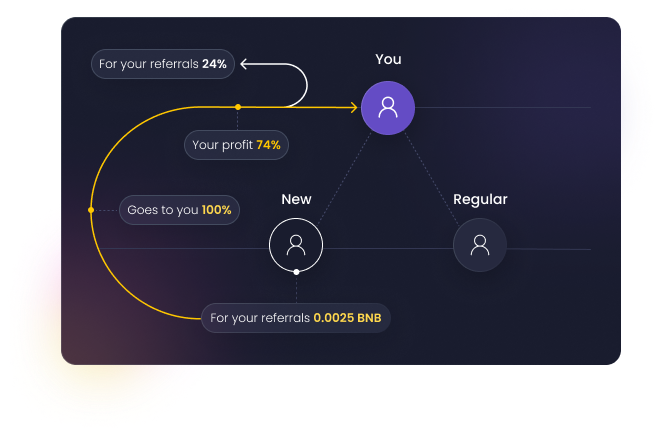 You
For your referrals 24%
Your profit 74%
New
Regular
Goes to you 100%
For your referrals 0.0025 BNB